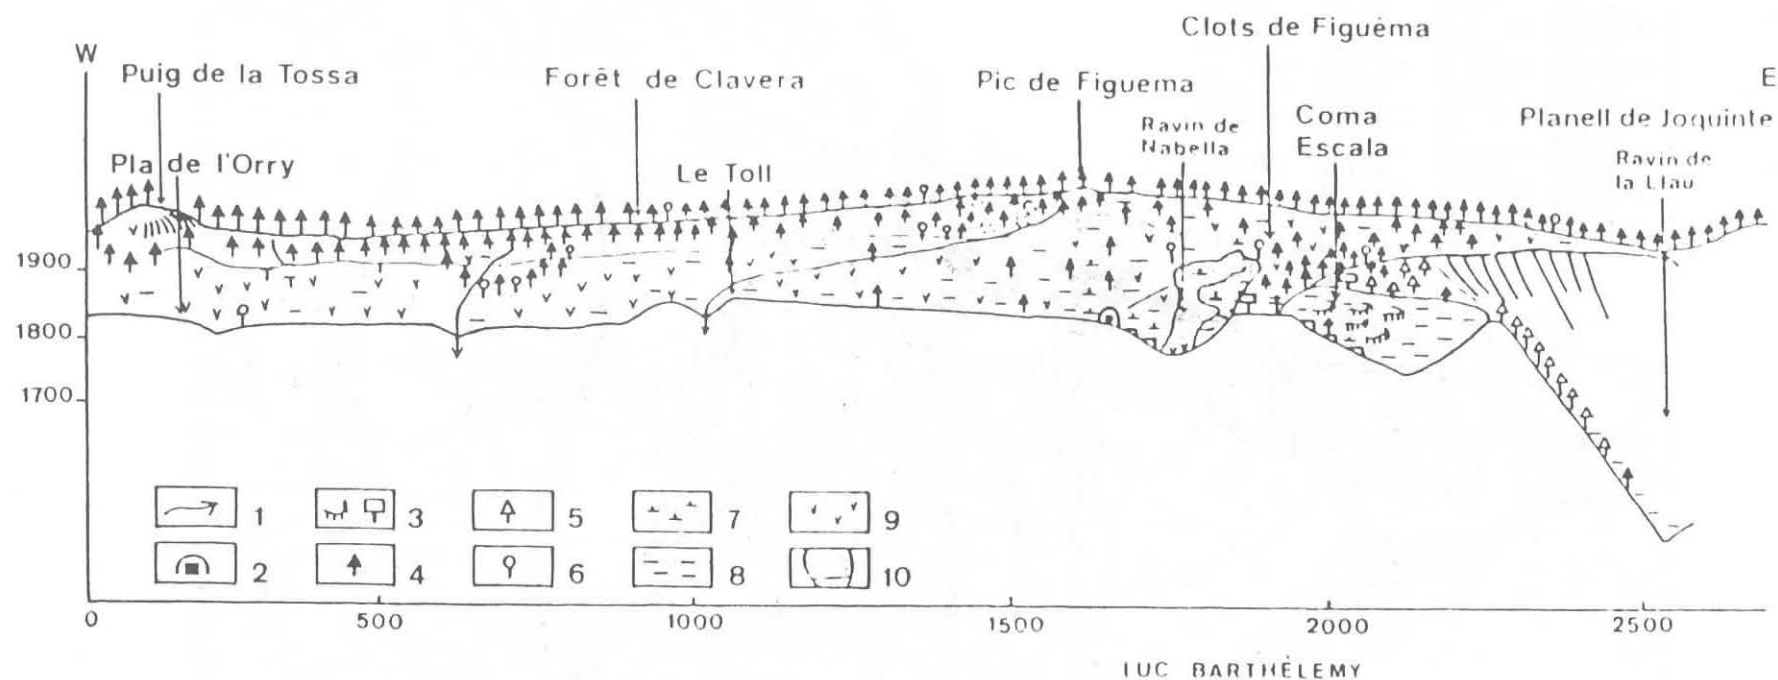 W
E
Puig de la Tossa
Forêt de Clavera
Pic de Figuema
Clots de Figuéma
Pla de l'Orry
Le Toll
Ravin de
Nabella
Coma
Escala
Planell de Joquinte
Ravin de
la Llau
1900
1800
1700
1
3
5
7
9
2
4
6
8
10
0
500
1000
1500
2000
2500
LUC BARTHÉLEMY